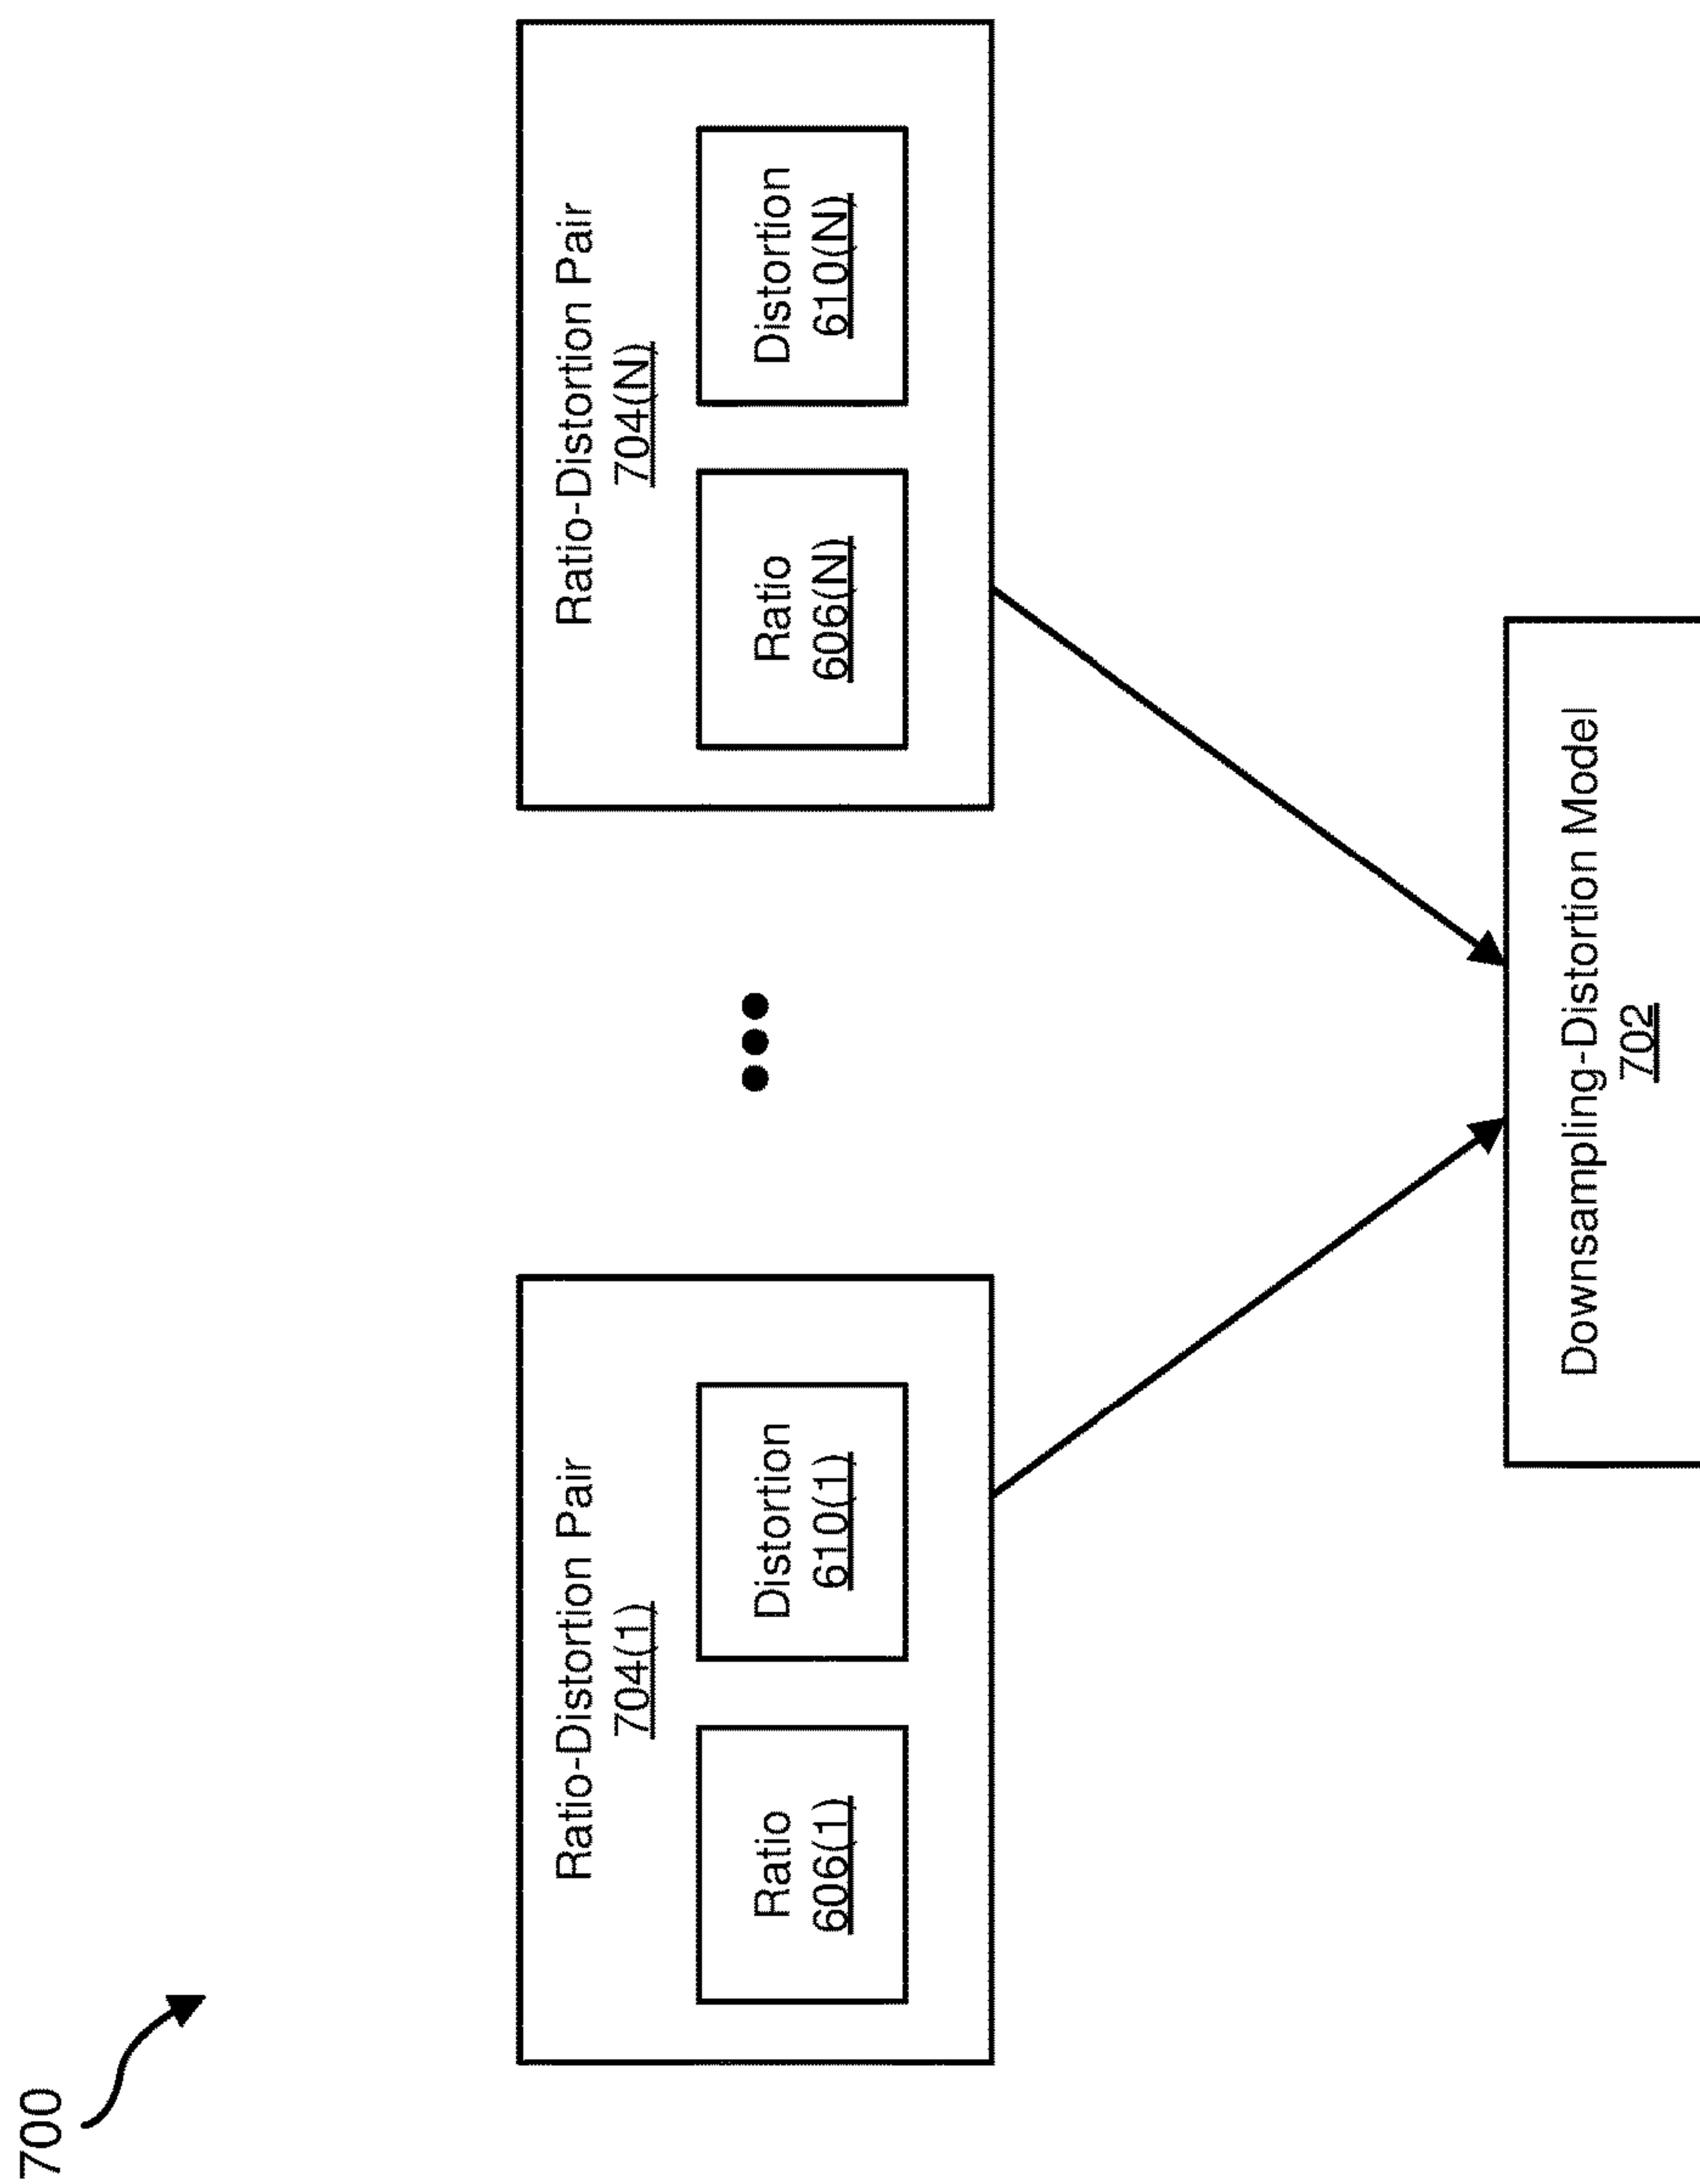 700
Ratio-Distortion Pair
704(1)
Ratio
606(1)
Distortion
610(1)
Ratio-Distortion Pair
704(N)
Ratio
606(N)
Distortion
610(N)
Downsampling-Distortion Model
702